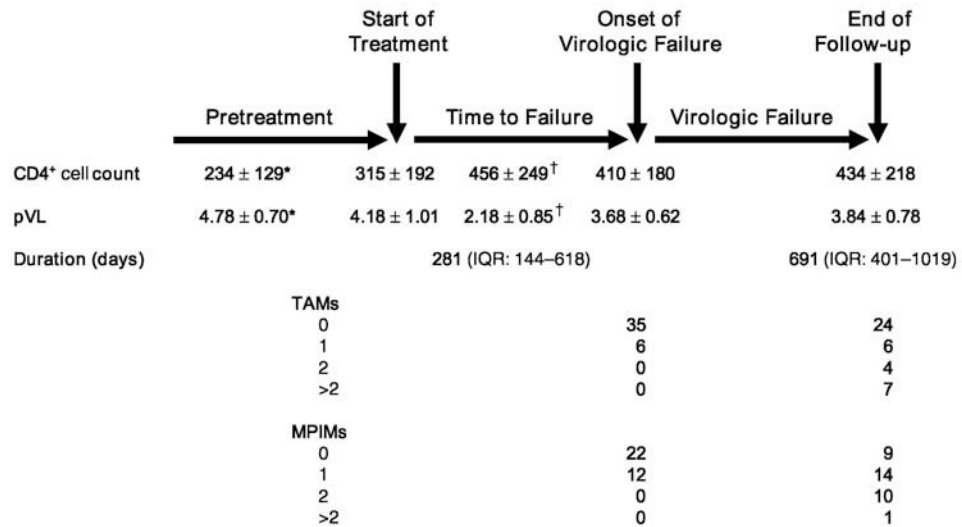 Start of Treatment
Onset of Virologic Failure
End of Follow-up
Pretreatment Time to Failure Virologic Failure
CD4⁺ cell count 234 ± 129* 315 ± 192 456 ± 249† 410 ± 180 434 ± 218
pVL 4.78 ± 0.70* 4.18 ± 1.01 2.18 ± 0.85† 3.68 ± 0.62 3.84 ± 0.78
Duration (days) 281 (IQR: 144–618) 691 (IQR: 401–1019)
TAMs
0 35 24
1 6 6
2 0 4
>2 0 7
MPIMs
0 22 9
1 12 14
2 0 10
>2 0 1